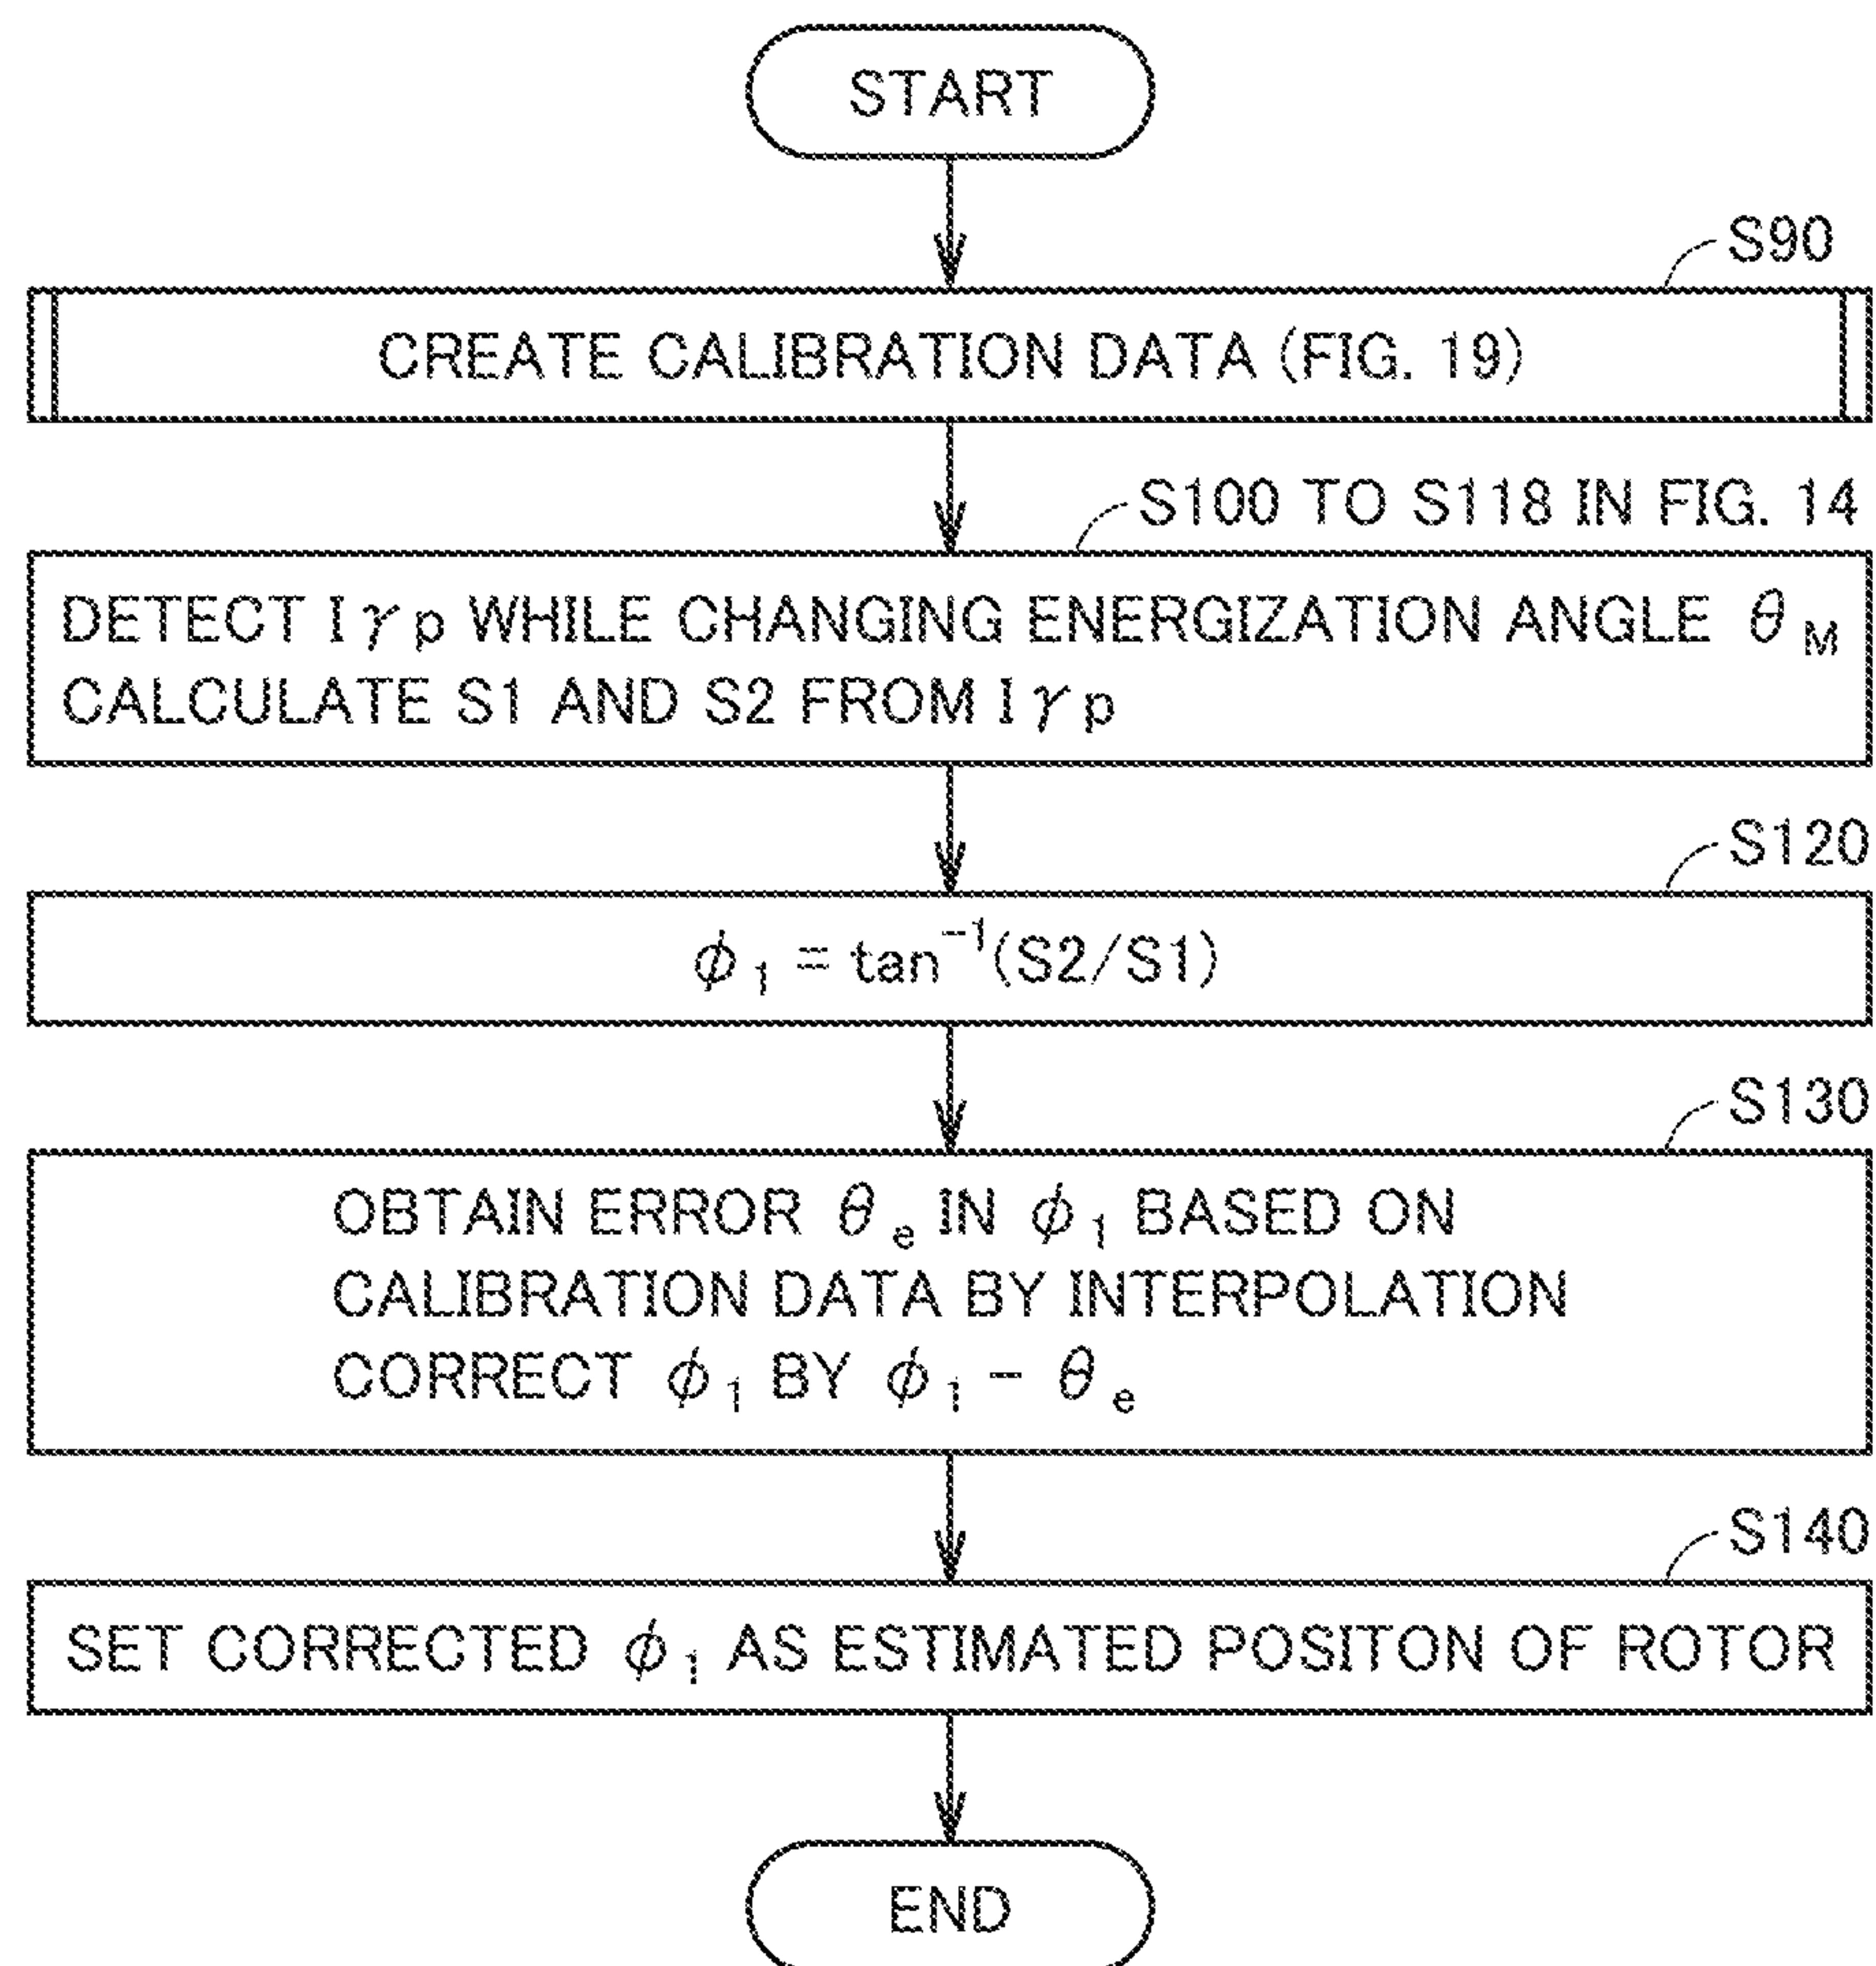 START
S90
CREATE CALIBRATION DATA (FIG. 19)
S100 TO S118 IN FIG. 14
DETECT Iγp WHILE CHANGING ENERGIZATION ANGLE θM
CALCULATE S1 AND S2 FROM Iγp
S120
ϕ1 = tan⁻¹(S2/S1)
S130
OBTAIN ERROR θe IN ϕ1 BASED ON
CALIBRATION DATA BY INTERPOLATION
CORRECT ϕ1 BY ϕ1 − θe
S140
SET CORRECTED ϕ1 AS ESTIMATED POSITON OF ROTOR
END